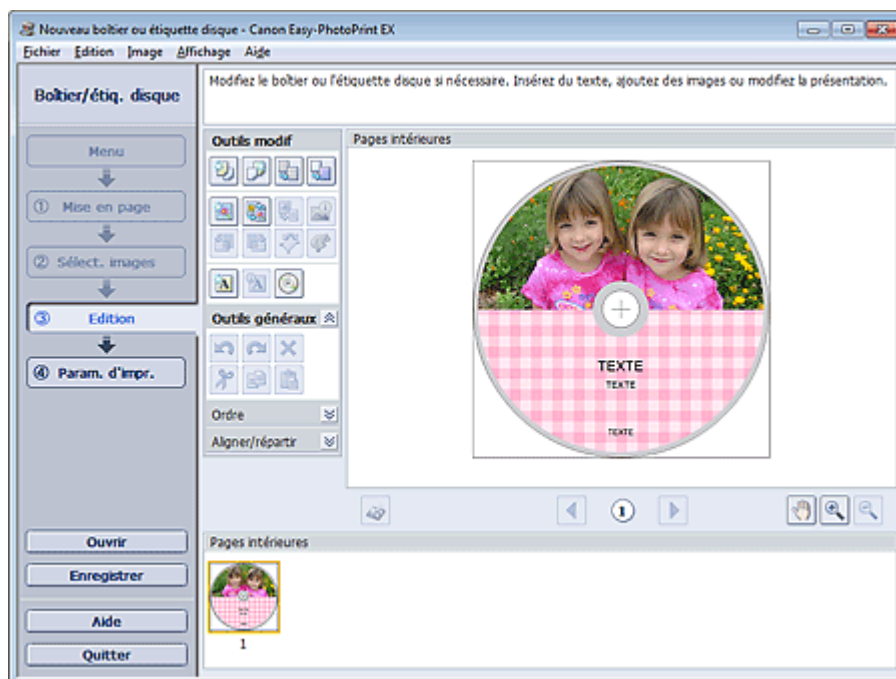 Nouveau boîtier ou étiquette disque - Canon Easy-PhotoPrint EX
Fichier Edition Image Affichage Aide
Boîtier/étiq. disque
Modifiez le boîtier ou l'étiquette disque si nécessaire. Insérez du texte, ajoutez des images ou modifiez la présentation.
Menu
① Mise en page
② Sélect. images
③ Edition
④ Param. d'impr.
Outils modif
Outils généraux
Ordre
Aligner/répartir
Pages intérieures
TEXTE
TEXTE
TEXTE
1
Ouvrir
Enregistrer
Aide
Quitter
Pages intérieures
1